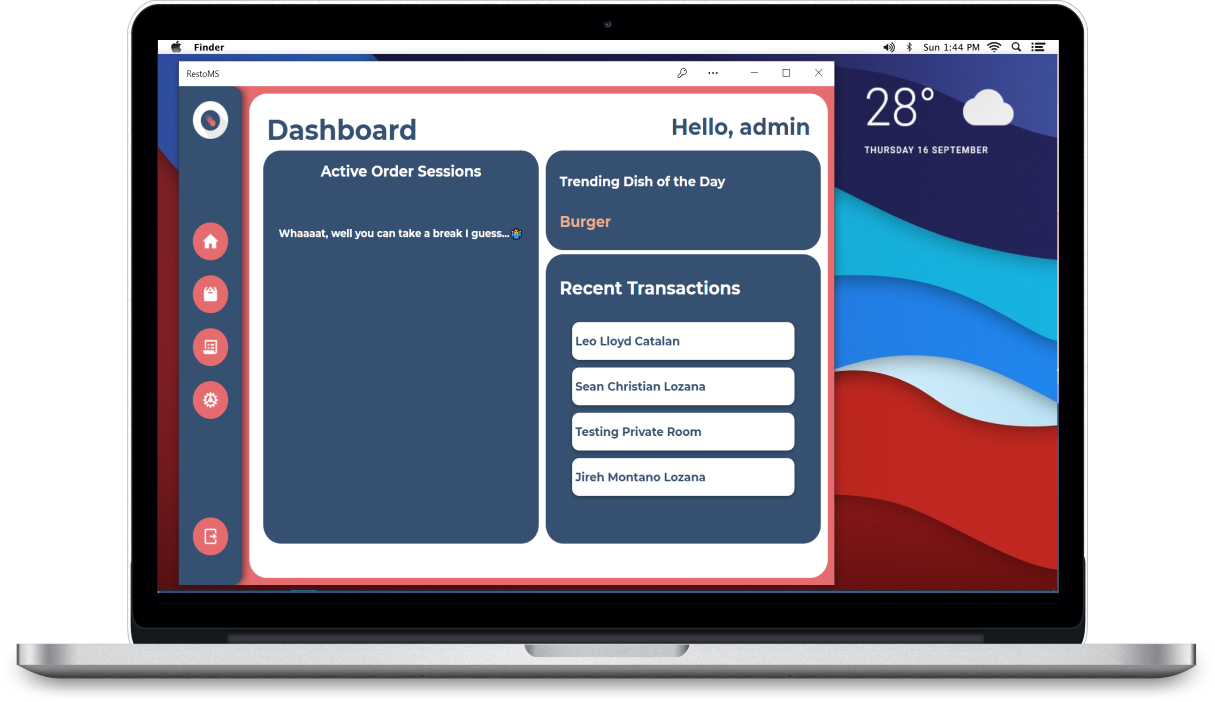 Finder
Sun 1:44 PM
RestoMS
Dashboard
Hello, admin
Active Order Sessions
Whaaaat, well you can take a break I guess...🤷‍♂️
Trending Dish of the Day
Burger
Recent Transactions
Leo Lloyd Catalan
Sean Christian Lozana
Testing Private Room
Jireh Montano Lozana
28°
THURSDAY 16 SEPTEMBER